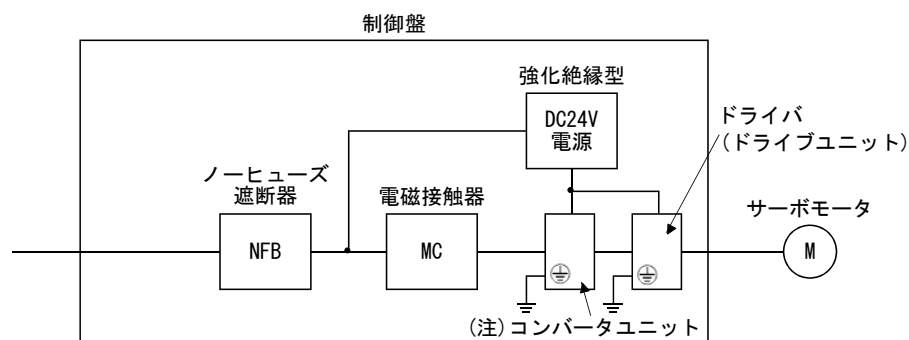 制御盤
強化絶縁型
DC24V
電源
ドライバ
(ドライブユニット)
ノーヒューズ
遮断器
電磁接触器
サーボモータ
NFB
MC
M
(注)コンバータユニット